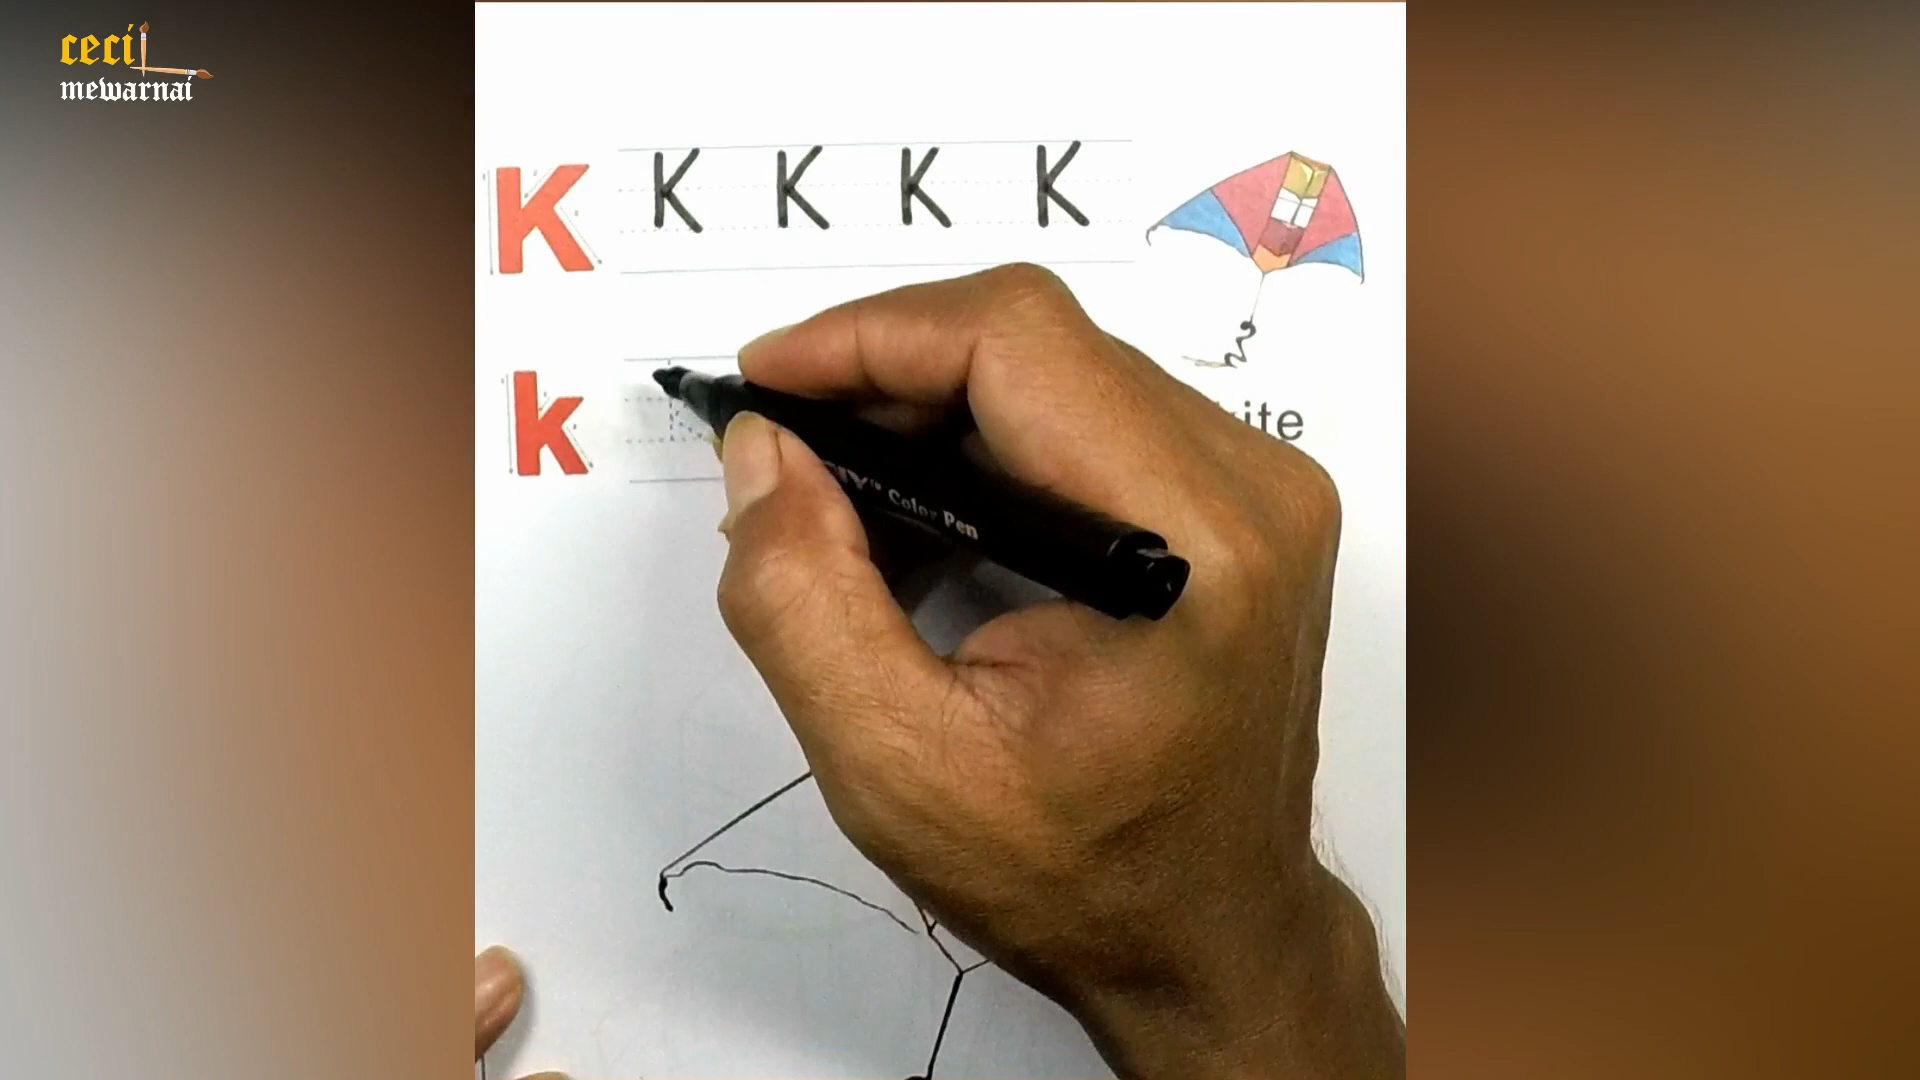 ceci
mewarnai
K K K K K
k k
ite
Color Pen